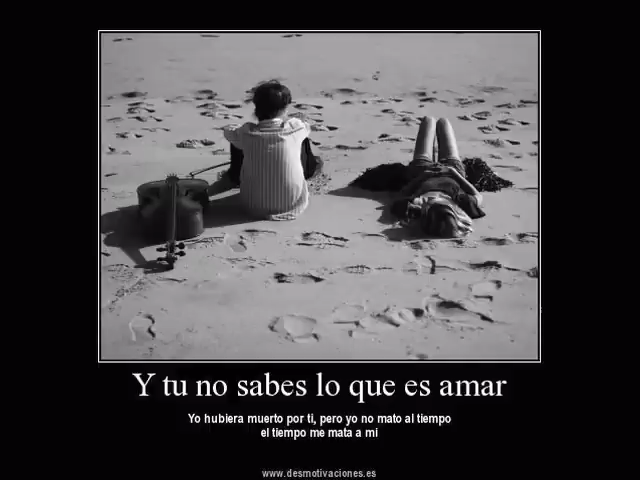 Y tu no sabes lo que es amar
Yo hubiera muerto por ti, pero yo no mato al tiempo
el tiempo me mata a mi
www.desmotivaciones.es